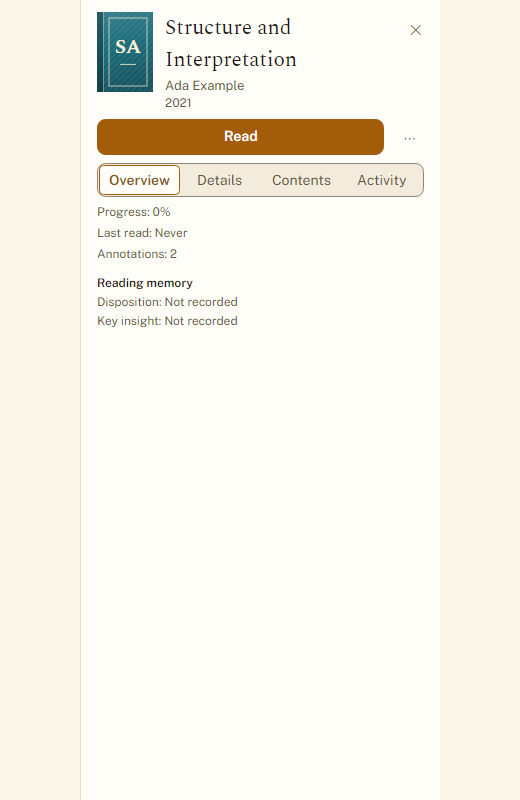 SA
Structure and
Interpretation
Ada Example
2021
Read
...
Overview Details Contents Activity
Progress: 0%
Last read: Never
Annotations: 2
Reading memory
Disposition: Not recorded
Key insight: Not recorded